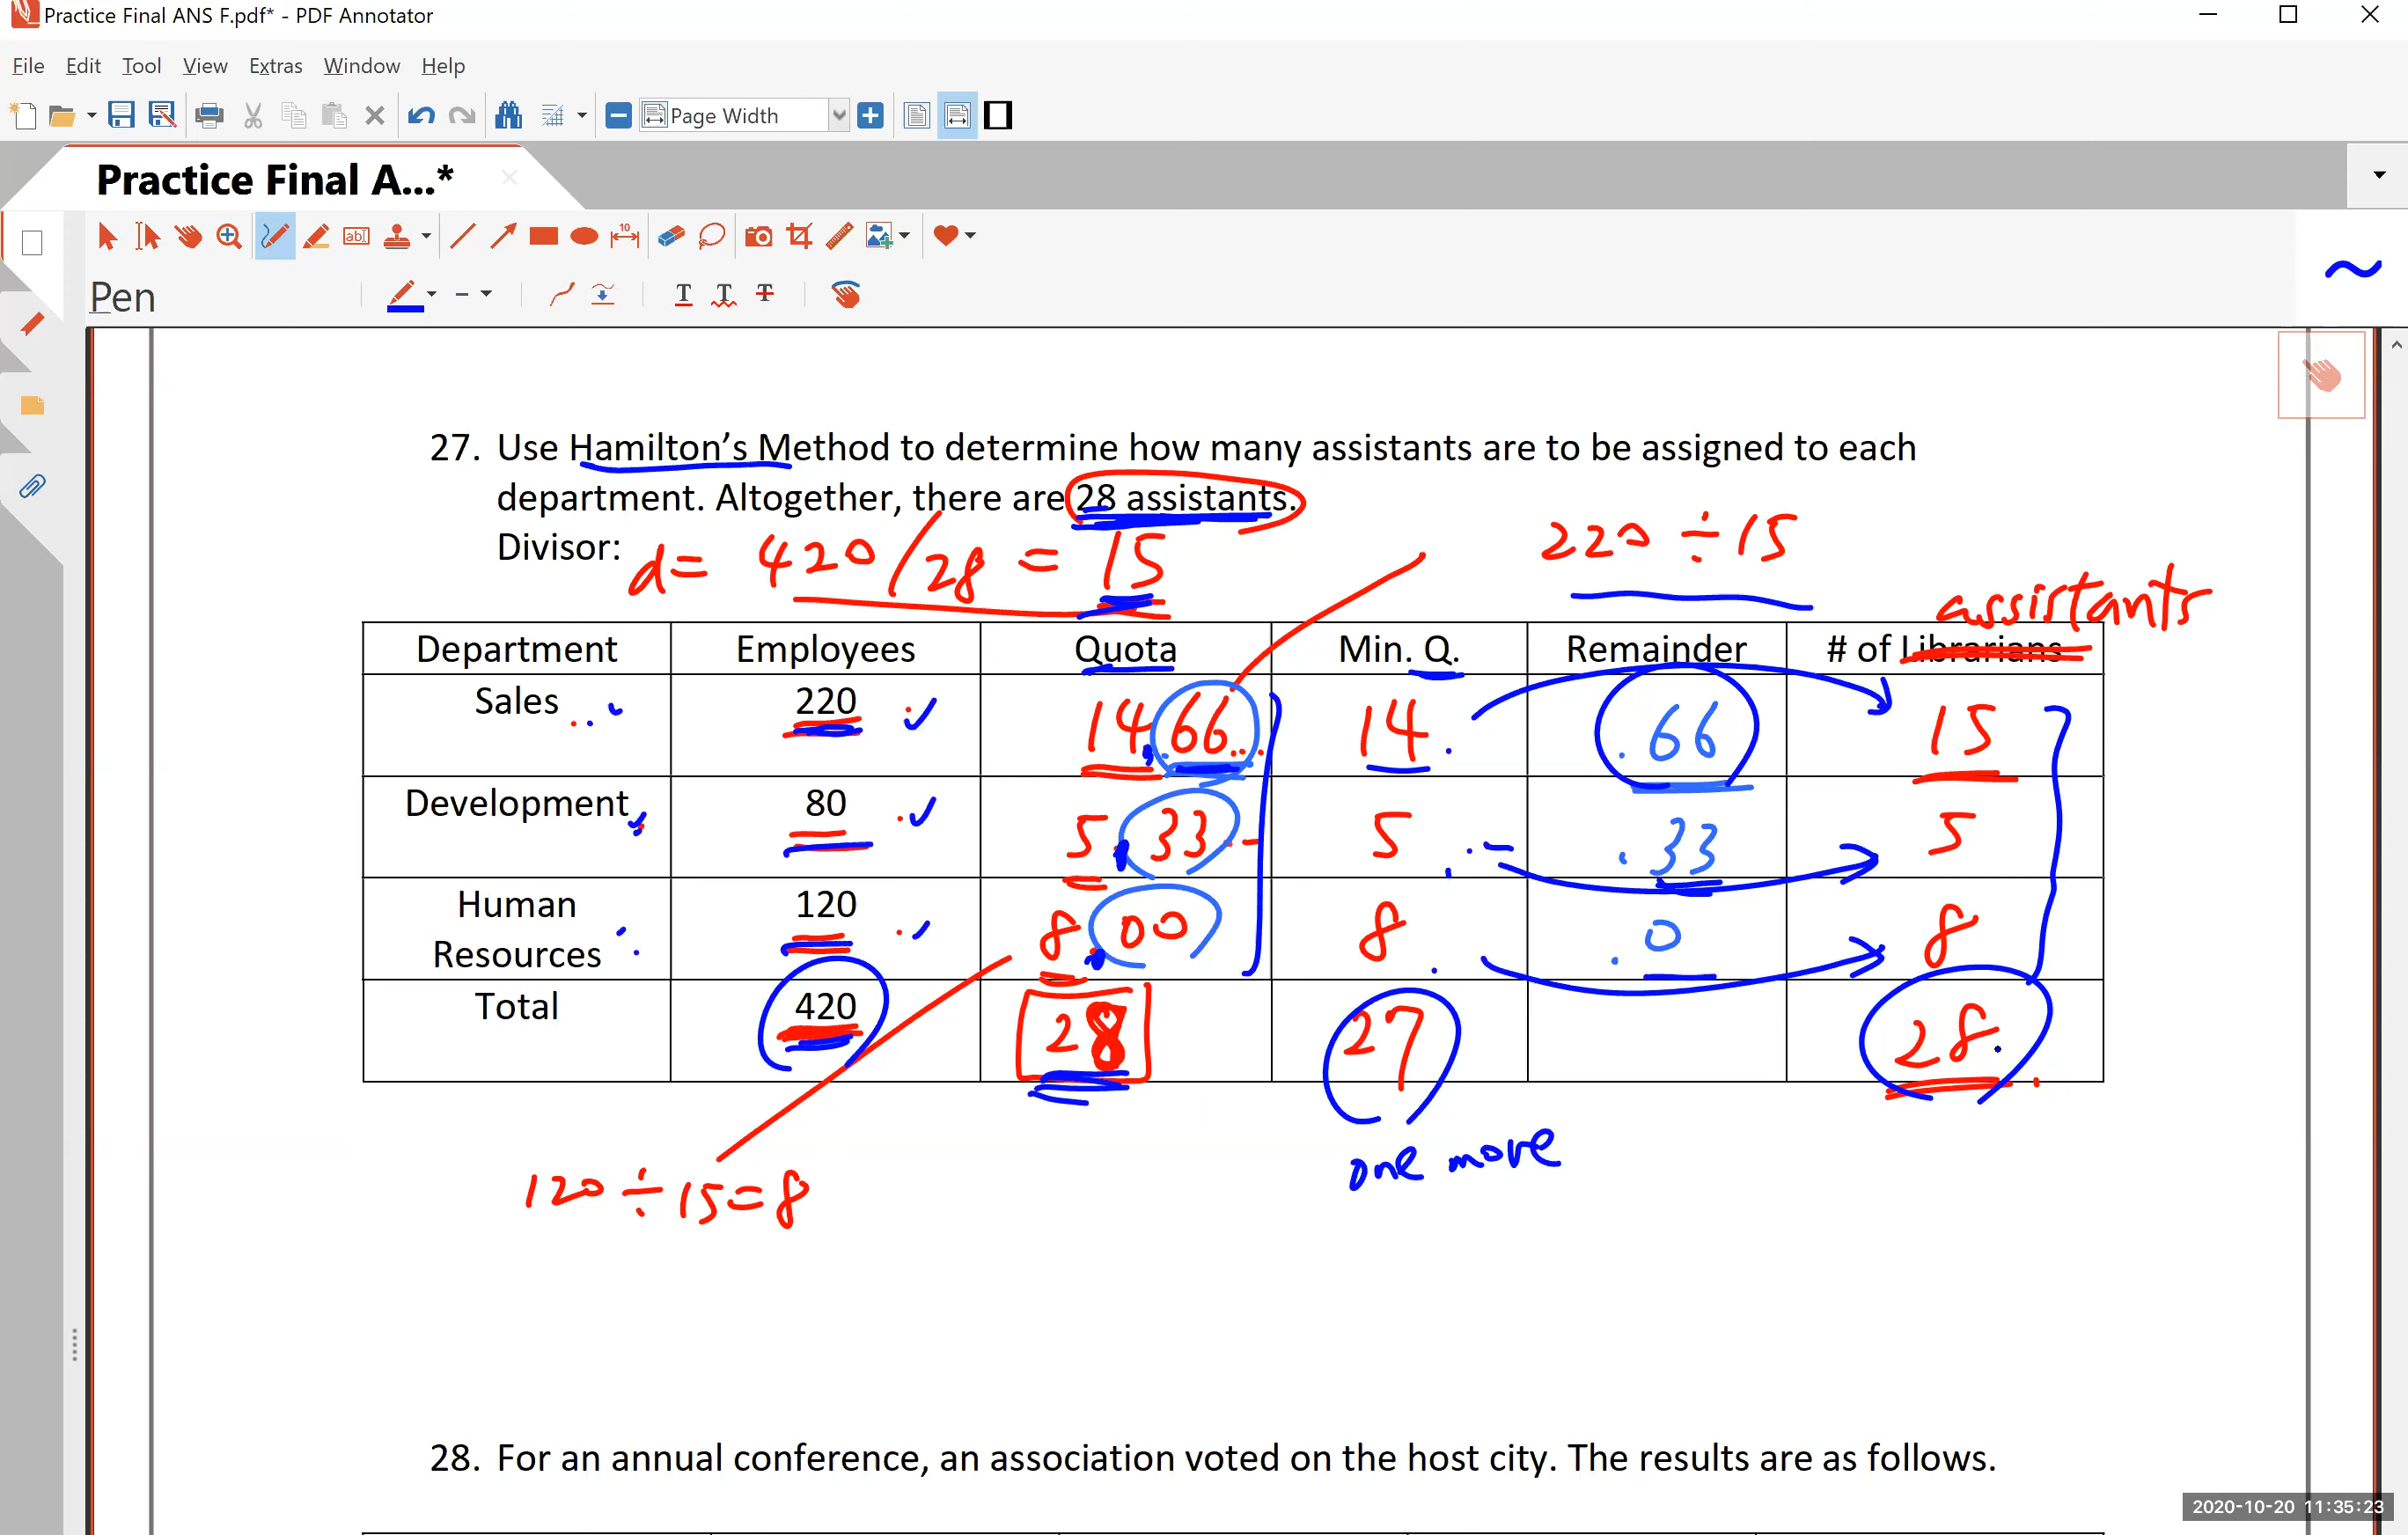 Practice Final ANS F.pdf* - PDF Annotator
File Edit Tool View Extras Window Help
Page Width
Practice Final A...*
Pen
27. Use Hamilton's Method to determine how many assistants are to be assigned to each
department. Altogether, there are 28 assistants.
Divisor: d= 420/28 = 15
220 ÷ 15
assistants
Department Employees Quota Min. Q. Remainder # of Librarians
Sales 220 14.66... 14 .66 15
Development 80 5.33- 5 .33 5
Human
Resources 120 8.00 8 .0 8
Total 420 28 27 28
one more
120 ÷ 15 = 8
28. For an annual conference, an association voted on the host city. The results are as follows.
2020-10-20 11:35:23